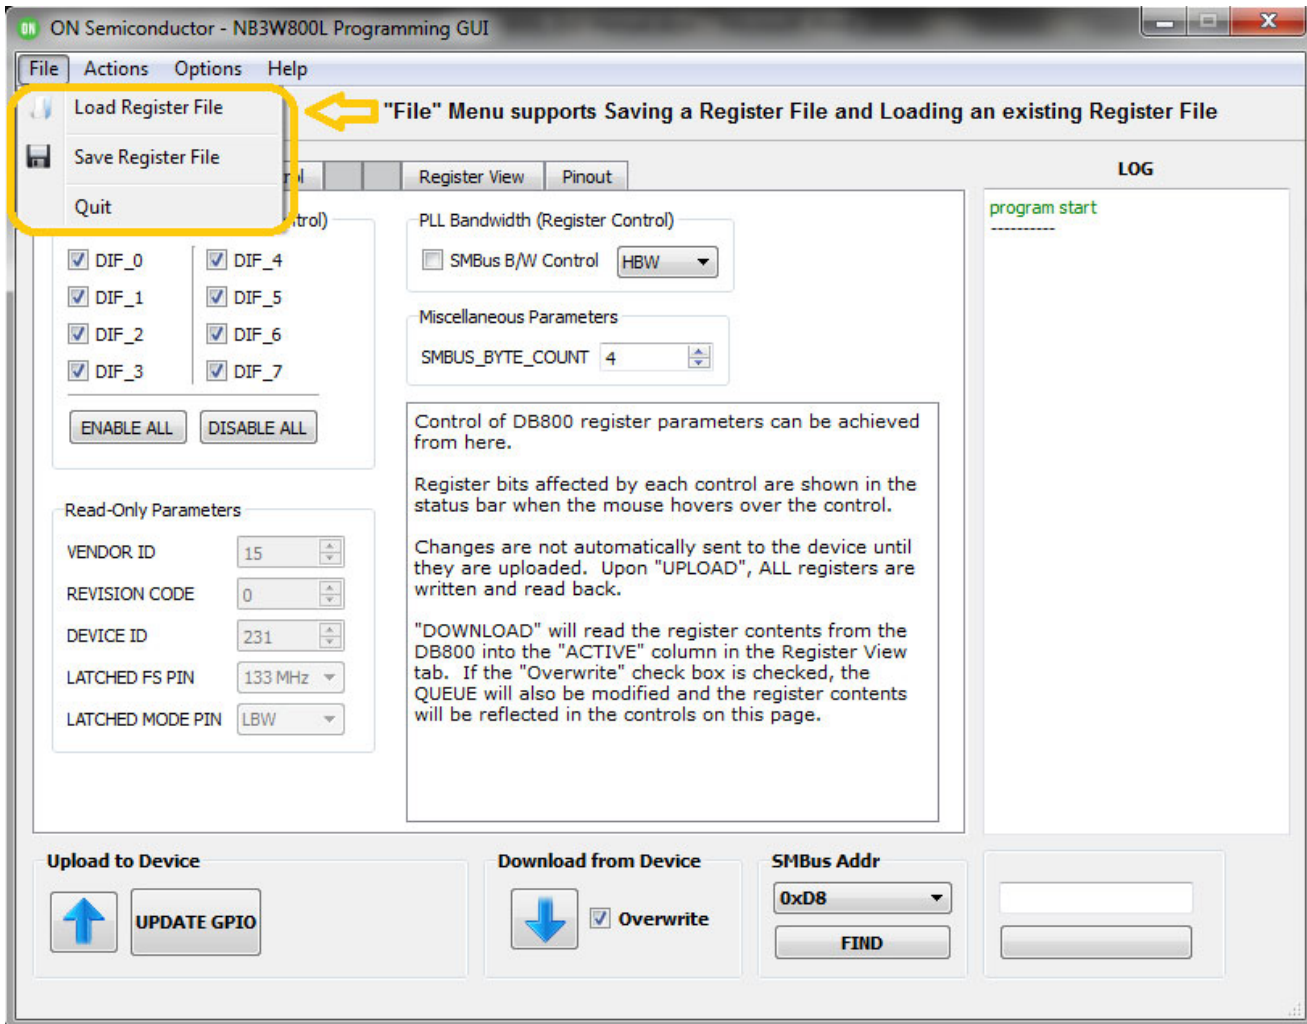 ON Semiconductor - NB3W800L Programming GUI
File Actions Options Help
Load Register File
"File" Menu supports Saving a Register File and Loading an existing Register File
Save Register File
Quit
Register View
Pinout
LOG
program start
----------
PLL Bandwidth (Register Control)
DIF_0
DIF_4
DIF_1
DIF_5
DIF_2
DIF_6
DIF_3
DIF_7
ENABLE ALL
DISABLE ALL
SMBus B/W Control
HBW
Miscellaneous Parameters
SMBUS_BYTE_COUNT 4
Control of DB800 register parameters can be achieved
from here.
Register bits affected by each control are shown in the
status bar when the mouse hovers over the control.
Changes are not automatically sent to the device until
they are uploaded. Upon "UPLOAD", ALL registers are
written and read back.
"DOWNLOAD" will read the register contents from the
DB800 into the "ACTIVE" column in the Register View
tab. If the "Overwrite" check box is checked, the
QUEUE will also be modified and the register contents
will be reflected in the controls on this page.
Read-Only Parameters
VENDOR ID 15
REVISION CODE 0
DEVICE ID 231
LATCHED FS PIN 133 MHz
LATCHED MODE PIN LBW
Upload to Device
UPDATE GPIO
Download from Device
Overwrite
SMBus Addr
0xD8
FIND